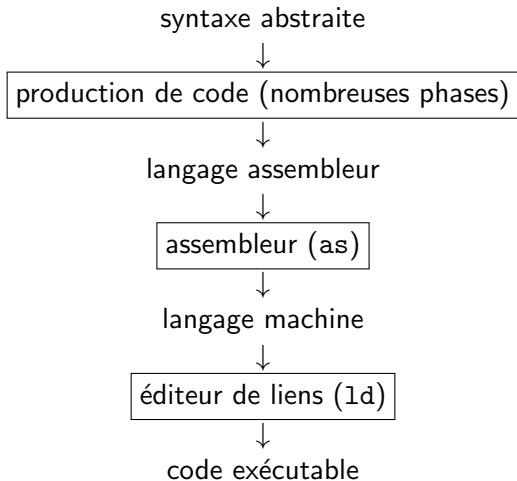 syntaxe abstraite
↓
production de code (nombreuses phases)
↓
langage assembleur
↓
assembleur (as)
↓
langage machine
↓
éditeur de liens (ld)
↓
code exécutable